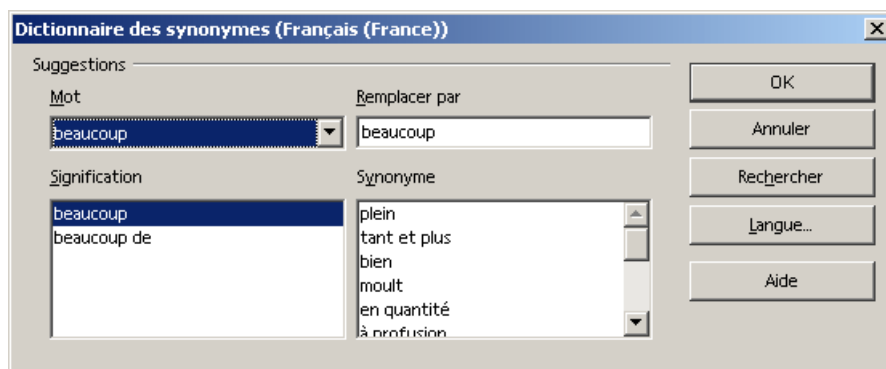 Dictionnaire des synonymes (Français (France))
Suggestions
Mot
Remplacer par
beaucoup
beaucoup
Signification
Synonyme
beaucoup
beaucoup de
plein
tant et plus
bien
moult
en quantité
à profusion
OK
Annuler
Rechercher
Langue...
Aide